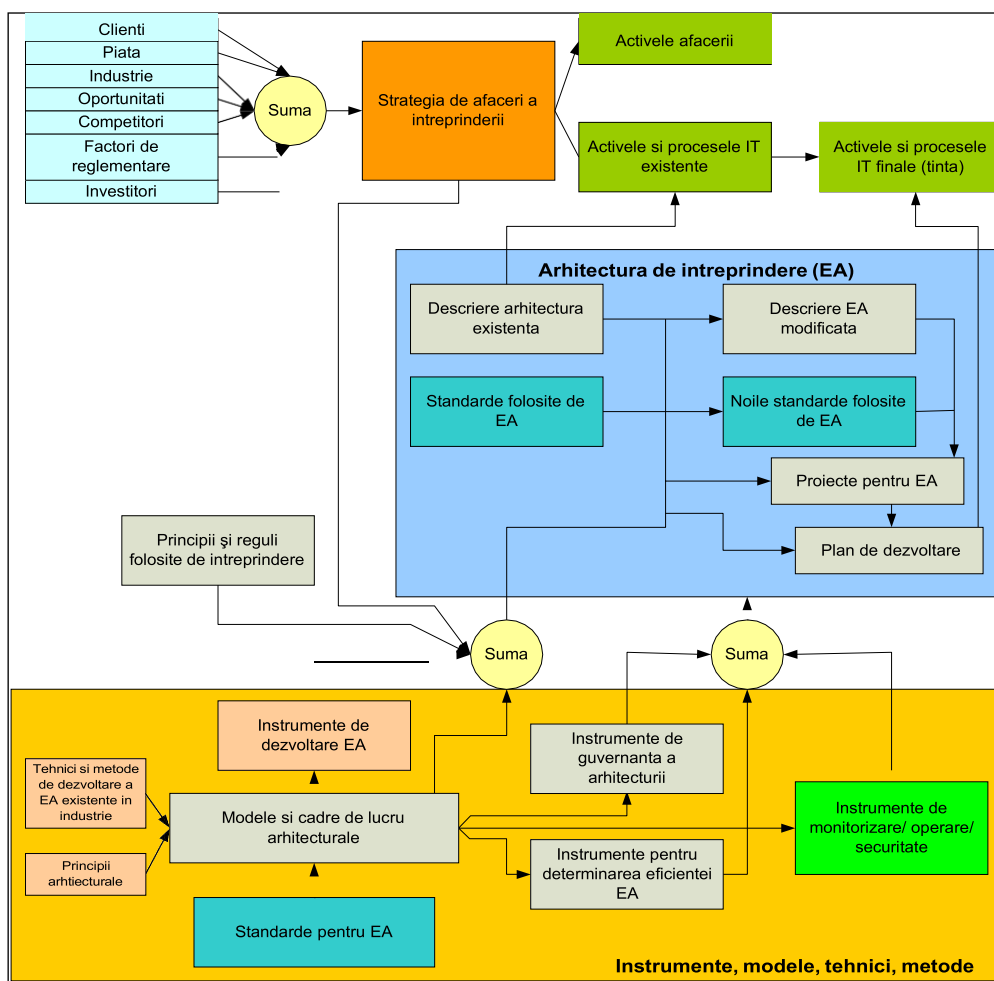 Clienti
Piata
Industrie
Oportunitati
Competitori
Factori de
reglementare
Investitori
Suma
Strategia de afaceri a
intreprinderii
Activele afacerii
Activele si procesele IT
existente
Activele si procesele
IT finale (tinta)
Arhitectura de intreprindere (EA)
Descriere arhitectura
existenta
Descriere EA
modificata
Standarde folosite de
EA
Noile standarde folosite
de EA
Proiecte pentru EA
Plan de dezvoltare
Principii şi reguli
folosite de intreprindere
Suma
Suma
Instrumente de
dezvoltare EA
Tehnici si metode
de dezvoltare a
EA existente in
industrie
Principii
arhtiecturale
Modele si cadre de lucru
arhitecturale
Standarde pentru EA
Instrumente de
guvernanta a
arhitecturii
Instrumente pentru
determinarea eficientei
EA
Instrumente de
monitorizare/ operare/
securitate
Instrumente, modele, tehnici, metode